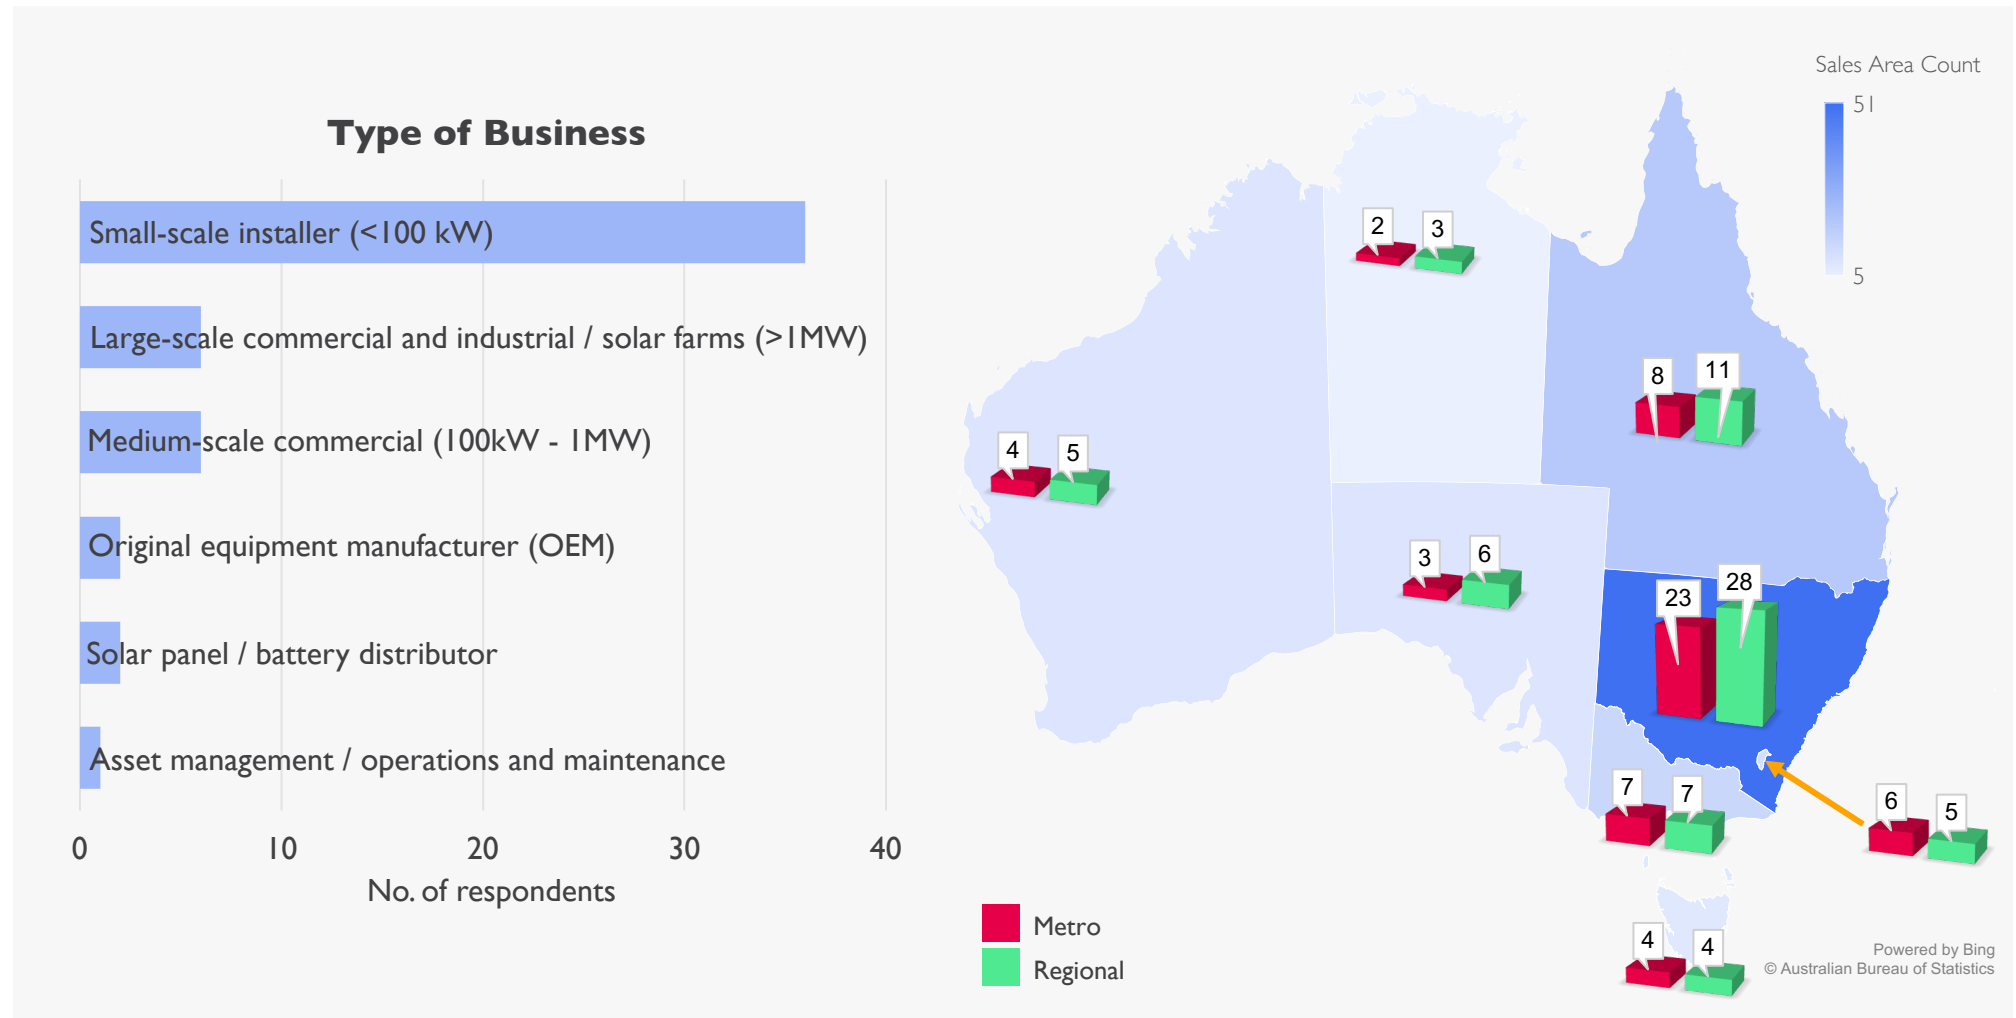 Type of Business
Small-scale installer (<100 kW)
Large-scale commercial and industrial / solar farms (>1MW)
Medium-scale commercial (100kW - 1MW)
Original equipment manufacturer (OEM)
Solar panel / battery distributor
Asset management / operations and maintenance
0 10 20 30 40
No. of respondents
Sales Area Count
51
5
2 3
8 11
4 5
3 6
23 28
7 7
6 5
4 4
Metro
Regional
Powered by Bing
© Australian Bureau of Statistics